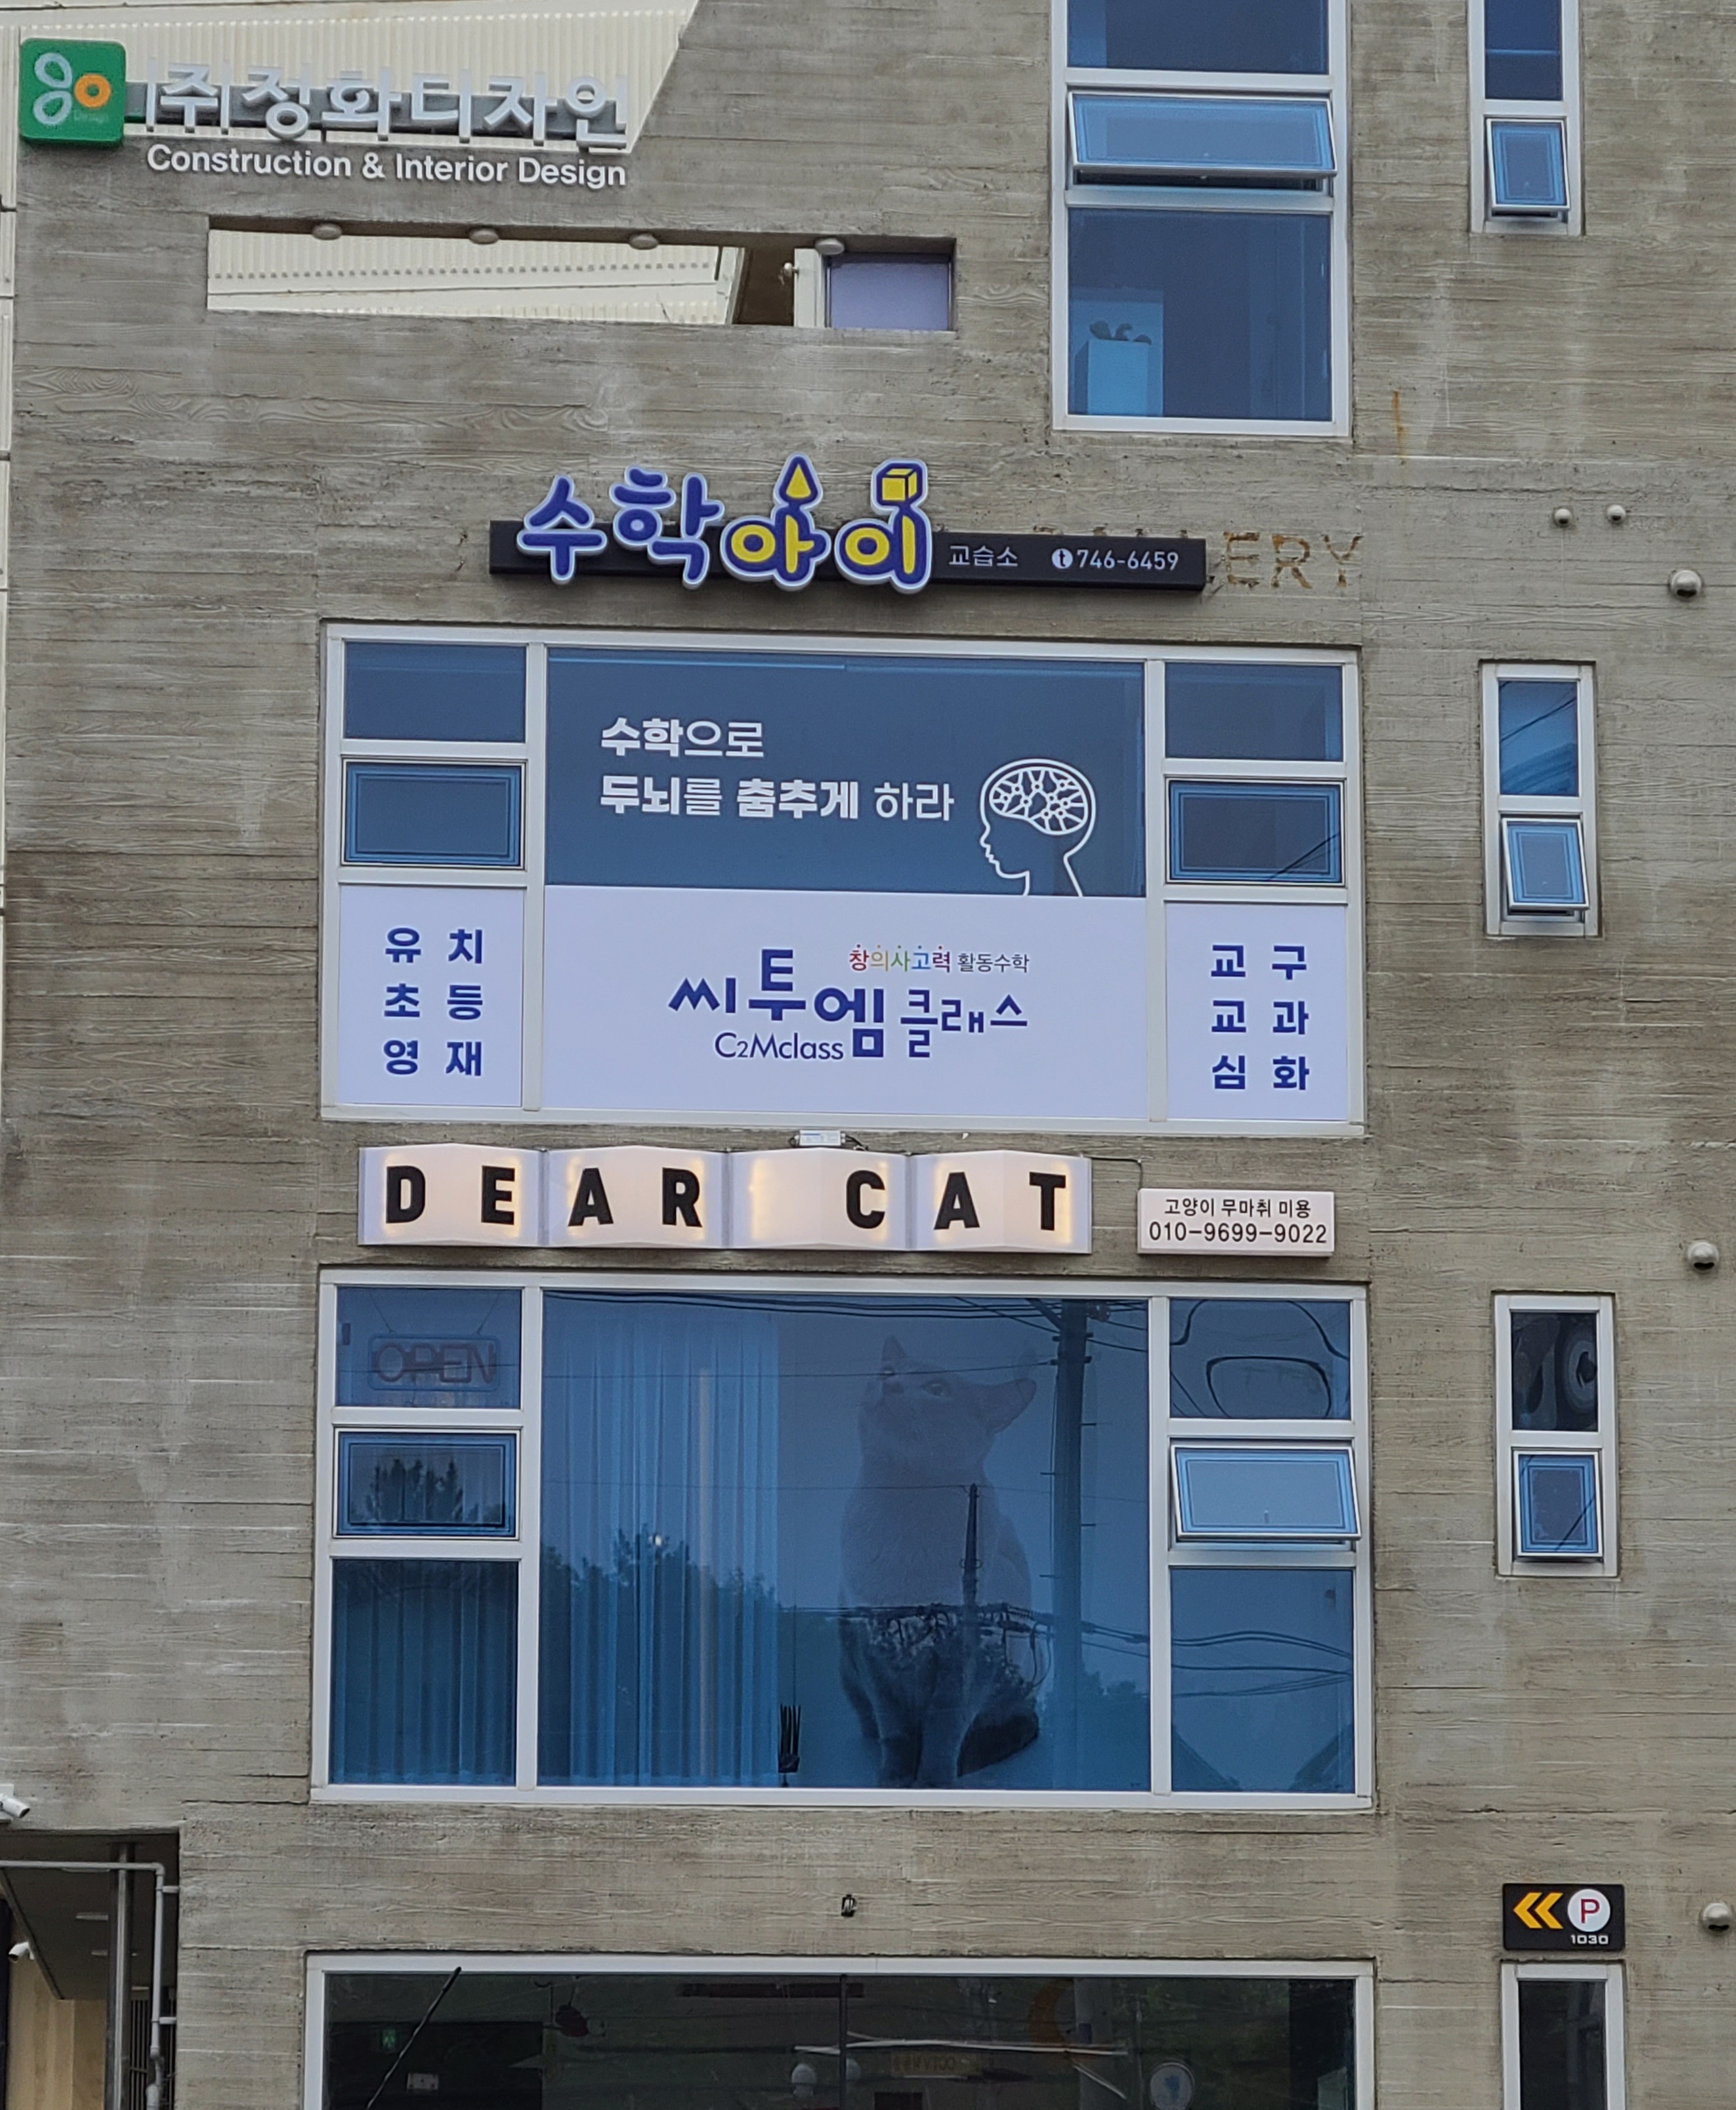 (주)정화디자인
Construction & Interior Design
수학아이 교습소 746-6459
ERY
수학으로
두뇌를 춤추게 하라
유치
초등
영재
창의사고력 활동수학
씨투엠 클래스
C2Mclass
교구
교과
심화
DEAR CAT
고양이 무마취 미용
010-9699-9022
OPEN
P
1030